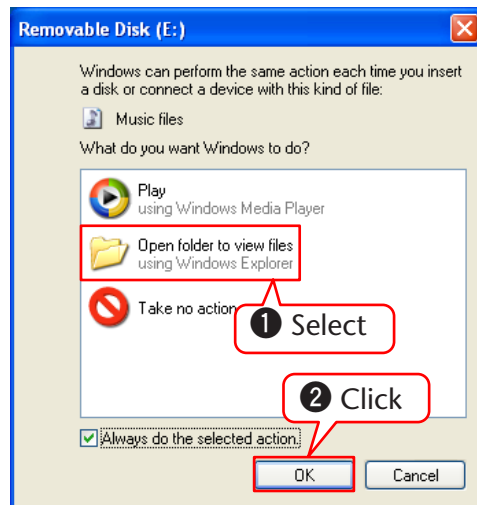 Removable Disk (E:)
Windows can perform the same action each time you insert
a disk or connect a device with this kind of file:
Music files
What do you want Windows to do?
Play
using Windows Media Player
Open folder to view files
using Windows Explorer
Take no action
❶ Select
❷ Click
Always do the selected action.
OK
Cancel